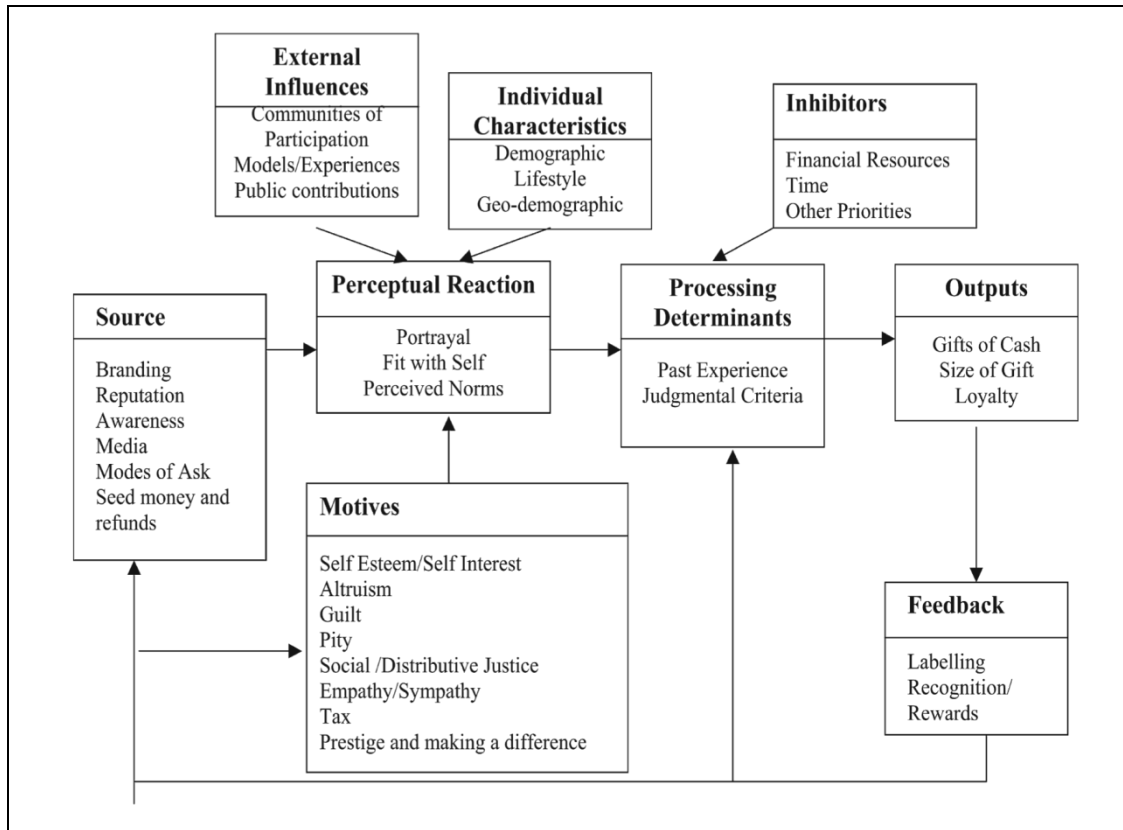 External
Influences
Communities of
Participation
Models/Experiences
Public contributions
Individual
Characteristics
Demographic
Lifestyle
Geo-demographic
Inhibitors
Financial Resources
Time
Other Priorities
Source
Branding
Reputation
Awareness
Media
Modes of Ask
Seed money and
refunds
Perceptual Reaction
Portrayal
Fit with Self
Perceived Norms
Processing
Determinants
Past Experience
Judgmental Criteria
Outputs
Gifts of Cash
Size of Gift
Loyalty
Motives
Self Esteem/Self Interest
Altruism
Guilt
Pity
Social /Distributive Justice
Empathy/Sympathy
Tax
Prestige and making a difference
Feedback
Labelling
Recognition/
Rewards